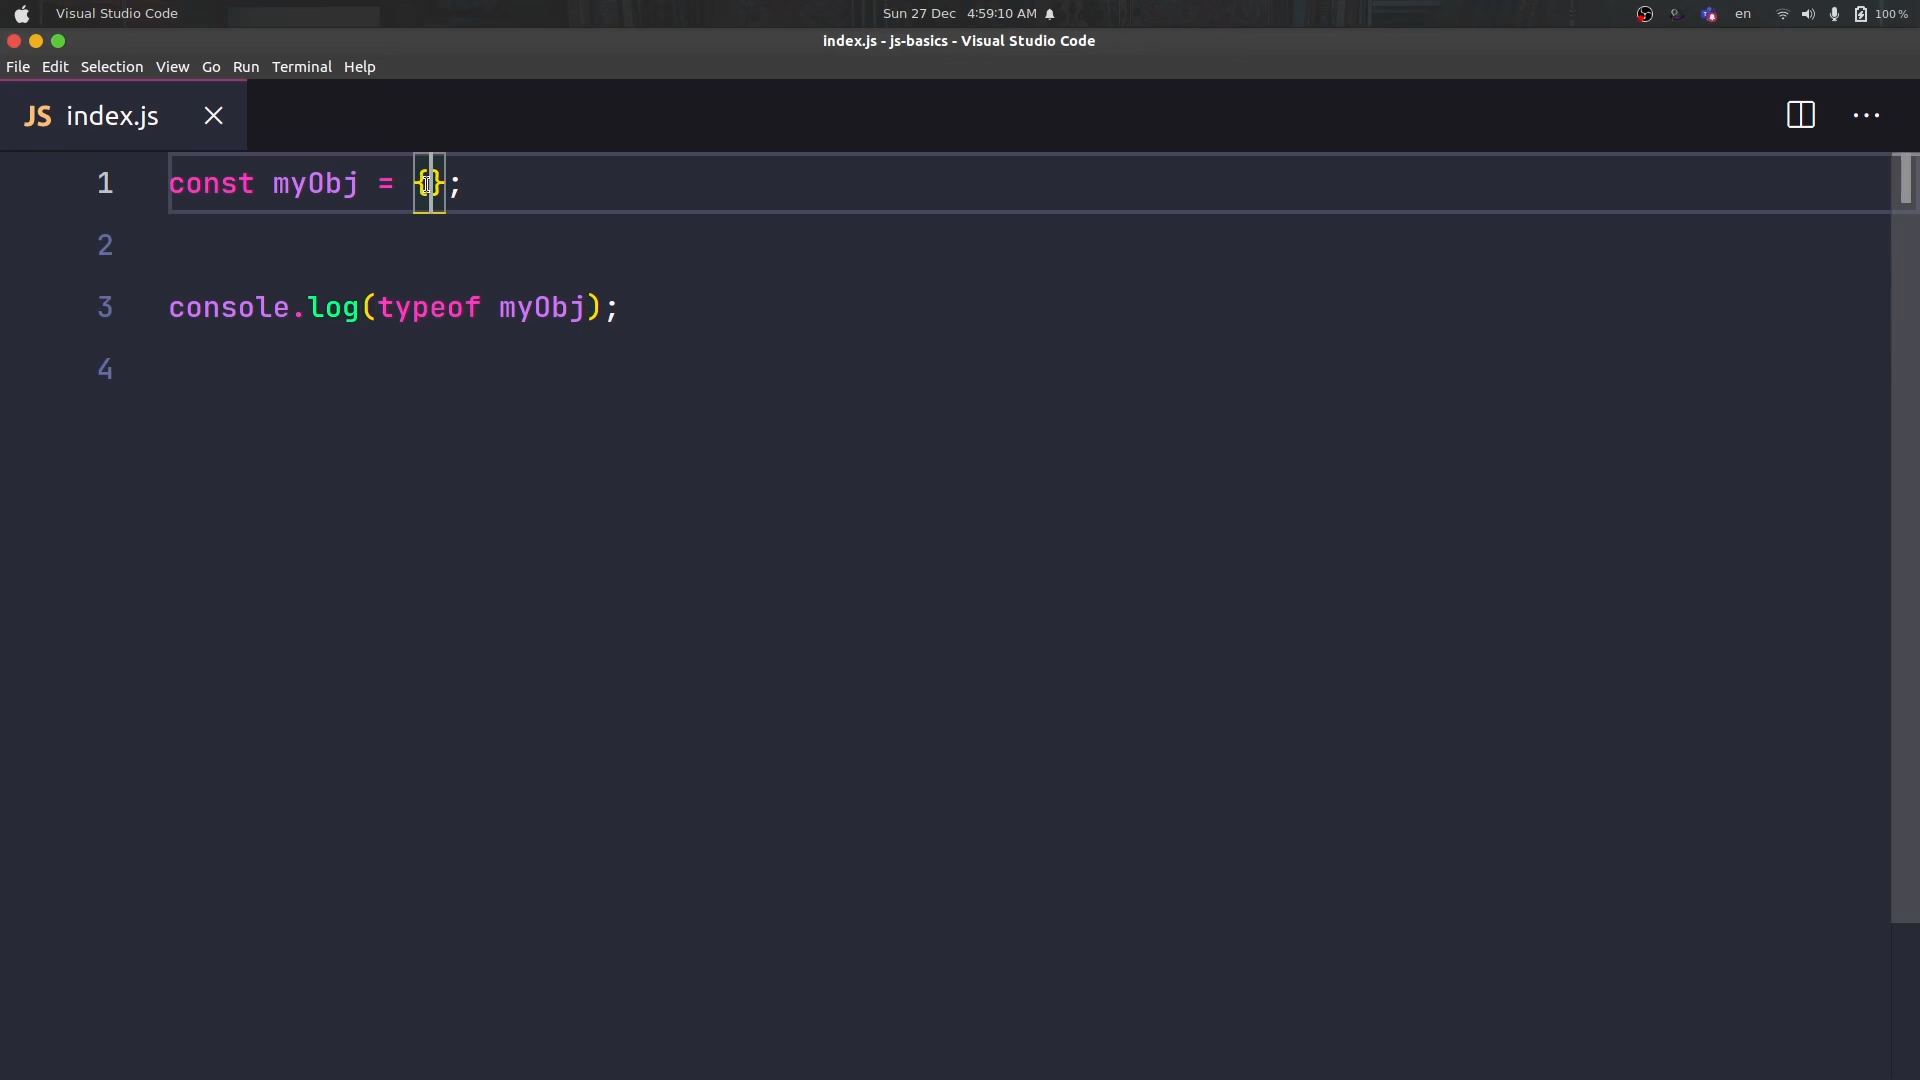 Visual Studio Code
Sun 27 Dec 4:59:10 AM
en
100 %
index.js - js-basics - Visual Studio Code
File Edit Selection View Go Run Terminal Help
JS index.js
1 const myObj = {};
2
3 console.log(typeof myObj);
4